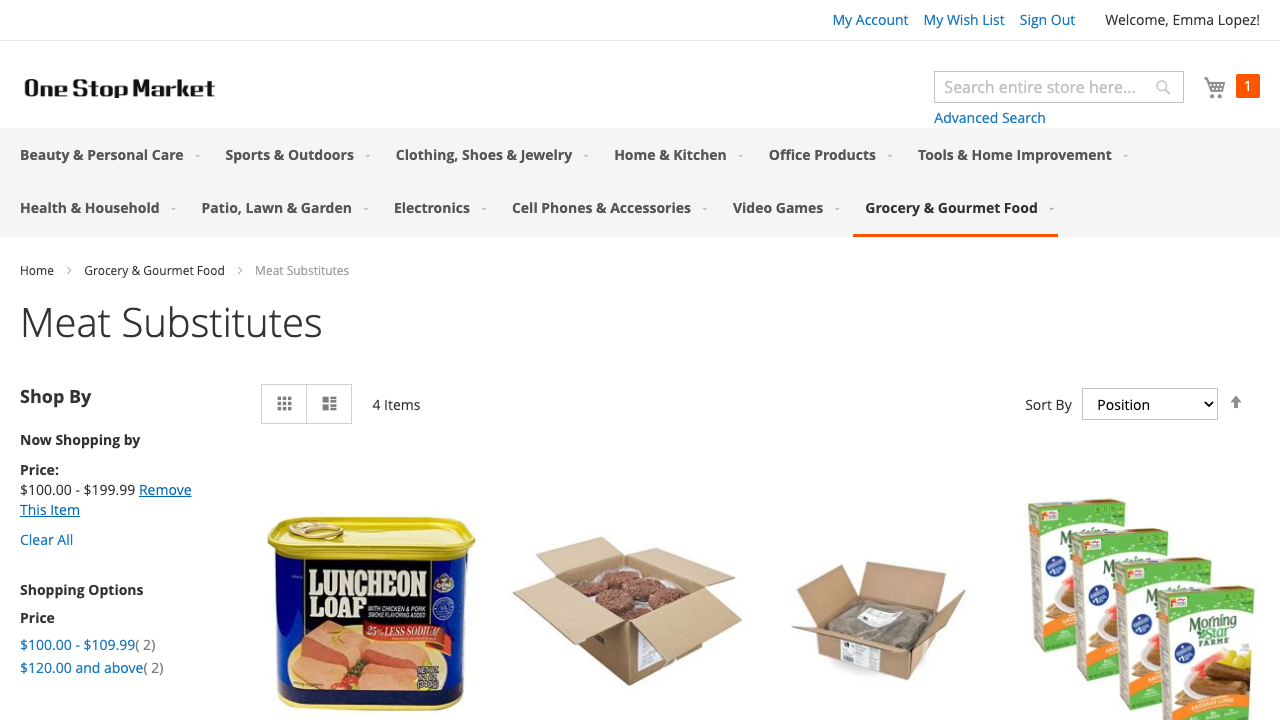 My Account My Wish List Sign Out Welcome, Emma Lopez!
One Stop Market
Search entire store here...
1
Advanced Search
Beauty & Personal Care Sports & Outdoors Clothing, Shoes & Jewelry Home & Kitchen Office Products Tools & Home Improvement
Health & Household Patio, Lawn & Garden Electronics Cell Phones & Accessories Video Games Grocery & Gourmet Food
Home Grocery & Gourmet Food Meat Substitutes
Meat Substitutes
Shop By
4 Items
Sort By Position
Now Shopping by
Price:
$100.00 - $199.99 Remove
This Item
Clear All
Shopping Options
Price
$100.00 - $109.99( 2)
$120.00 and above( 2)
LUNCHEON
LOAF
WITH CHICKEN & PORK
SMOKE FLAVORING ADDED
25% LESS SODIUM
Morning
Star
FARMS